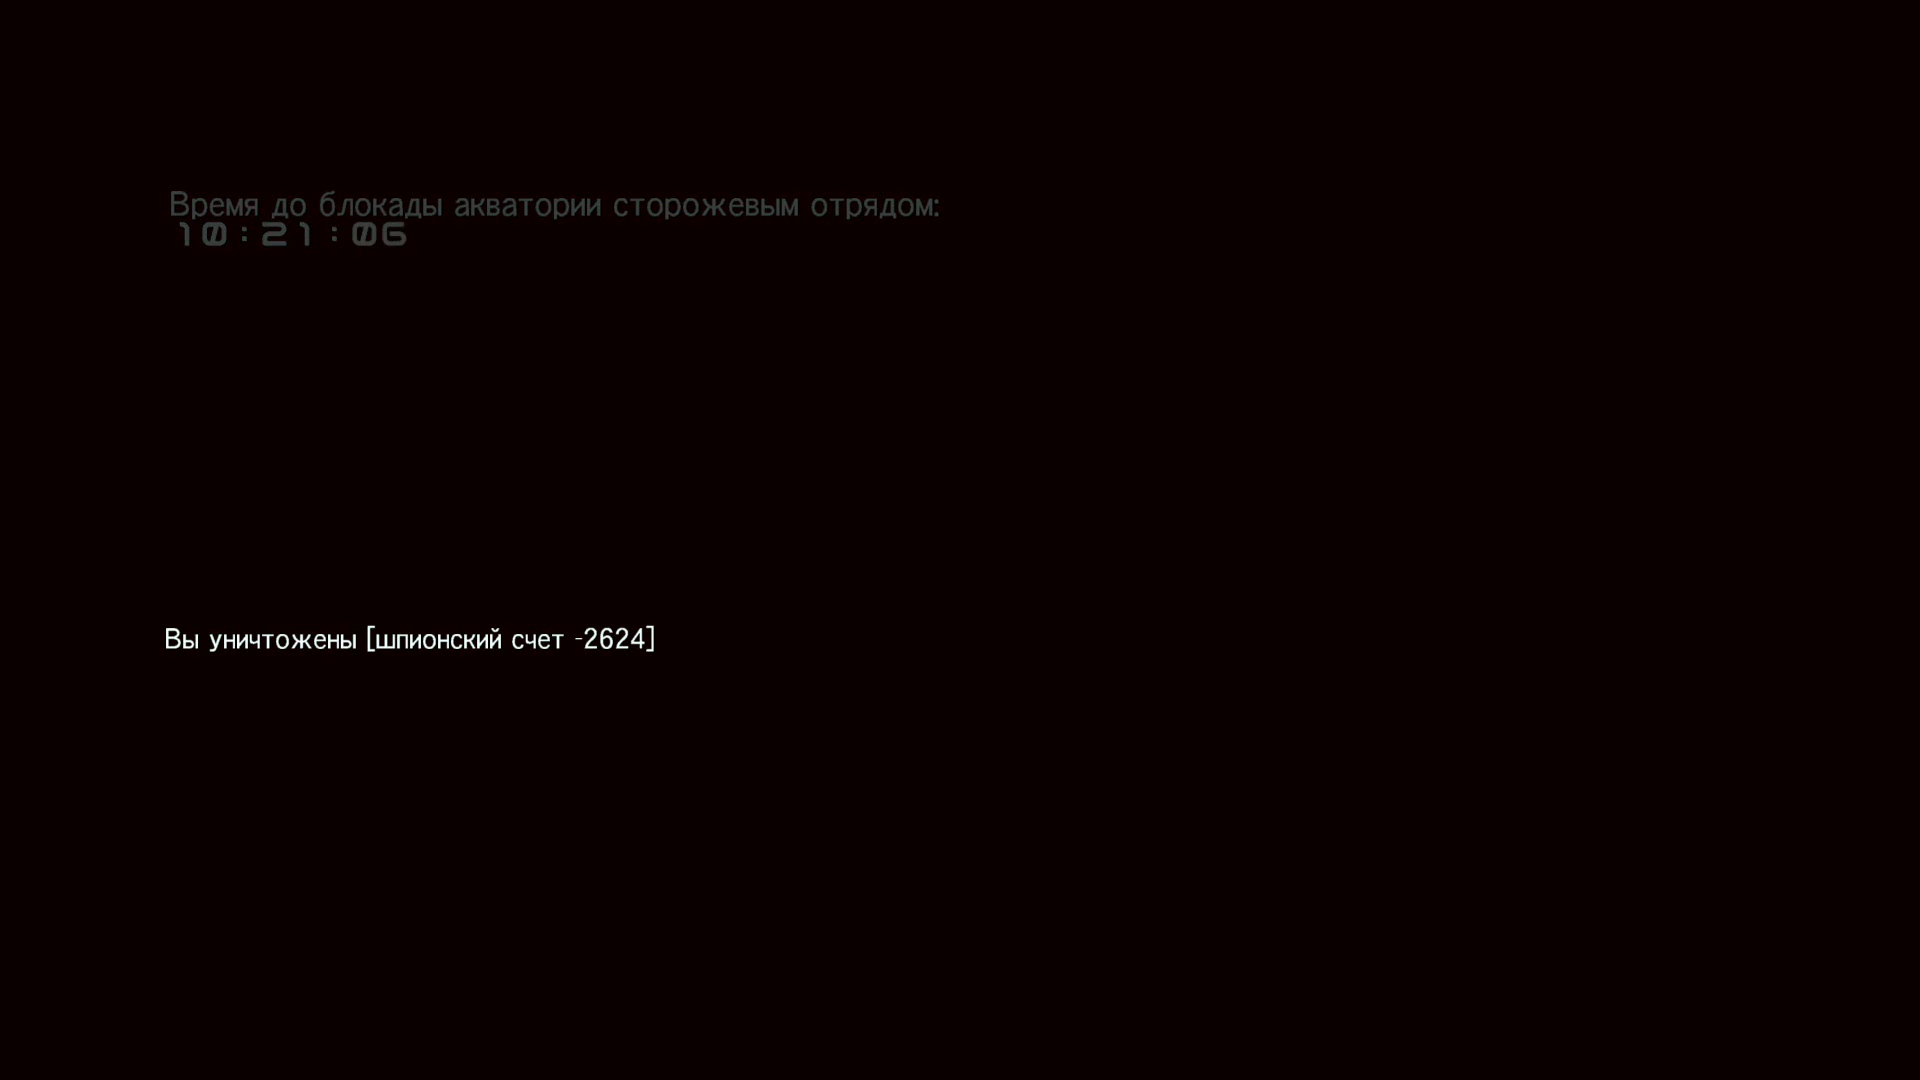 Время до блокады акватории сторожевым отрядом:
10:21:06
Вы уничтожены [шпионский счет -2624]